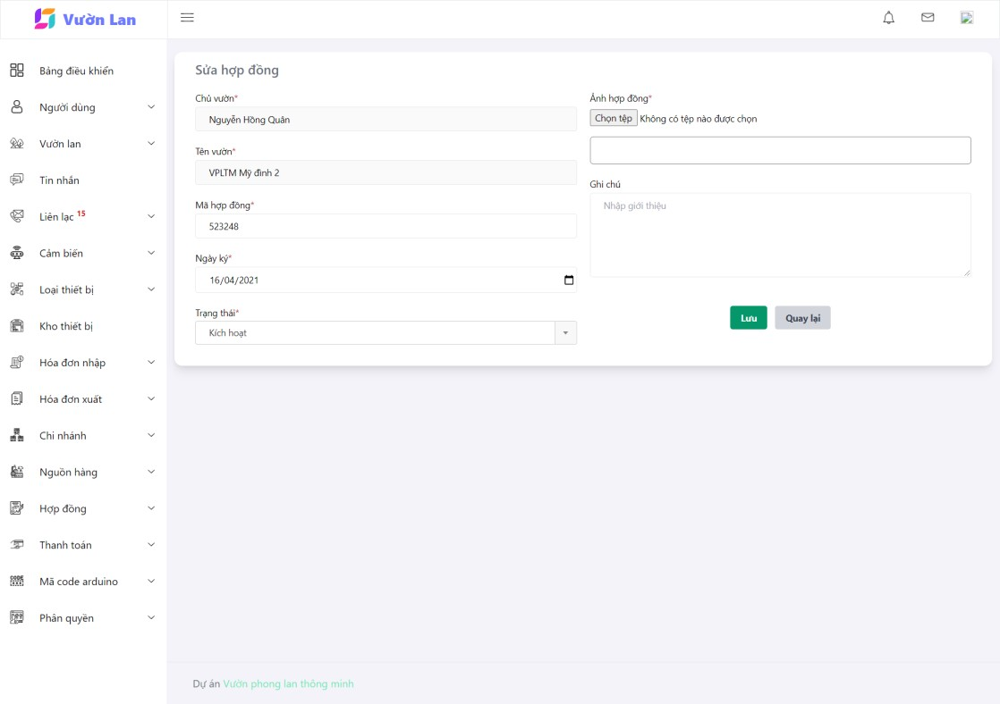 Vườn Lan
Bảng điều khiển
Người dùng
Vườn lan
Tin nhắn
Liên lạc 15
Cảm biến
Loại thiết bị
Kho thiết bị
Hóa đơn nhập
Hóa đơn xuất
Chi nhánh
Nguồn hàng
Hợp đồng
Thanh toán
Mã code arduino
Phân quyền
Sửa hợp đồng
Chủ vườn*
Nguyễn Hồng Quân
Tên vườn*
VPLTM Mỹ đình 2
Mã hợp đồng*
523248
Ngày ký*
16/04/2021
Trạng thái*
Kích hoạt
Ảnh hợp đồng*
Chọn tệp Không có tệp nào được chọn
Ghi chú
Nhập giới thiệu
Lưu
Quay lại
Dự án Vườn phong lan thông minh